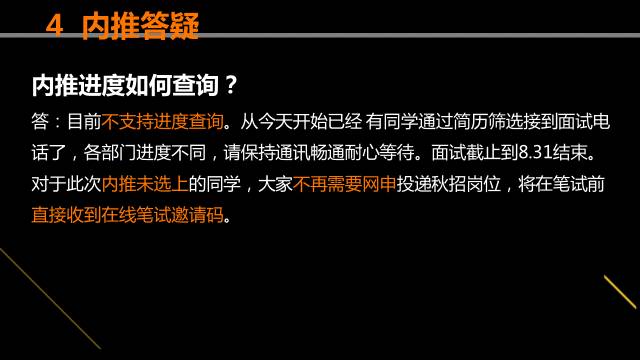 4 内推答疑
内推进度如何查询？
答：目前不支持进度查询。从今天开始已经 有同学通过简历筛选接到面试电
话了，各部门进度不同，请保持通讯畅通耐心等待。面试截止到8.31结束。
对于此次内推未选上的同学，大家不再需要网申投递秋招岗位，将在笔试前
直接收到在线笔试邀请码。